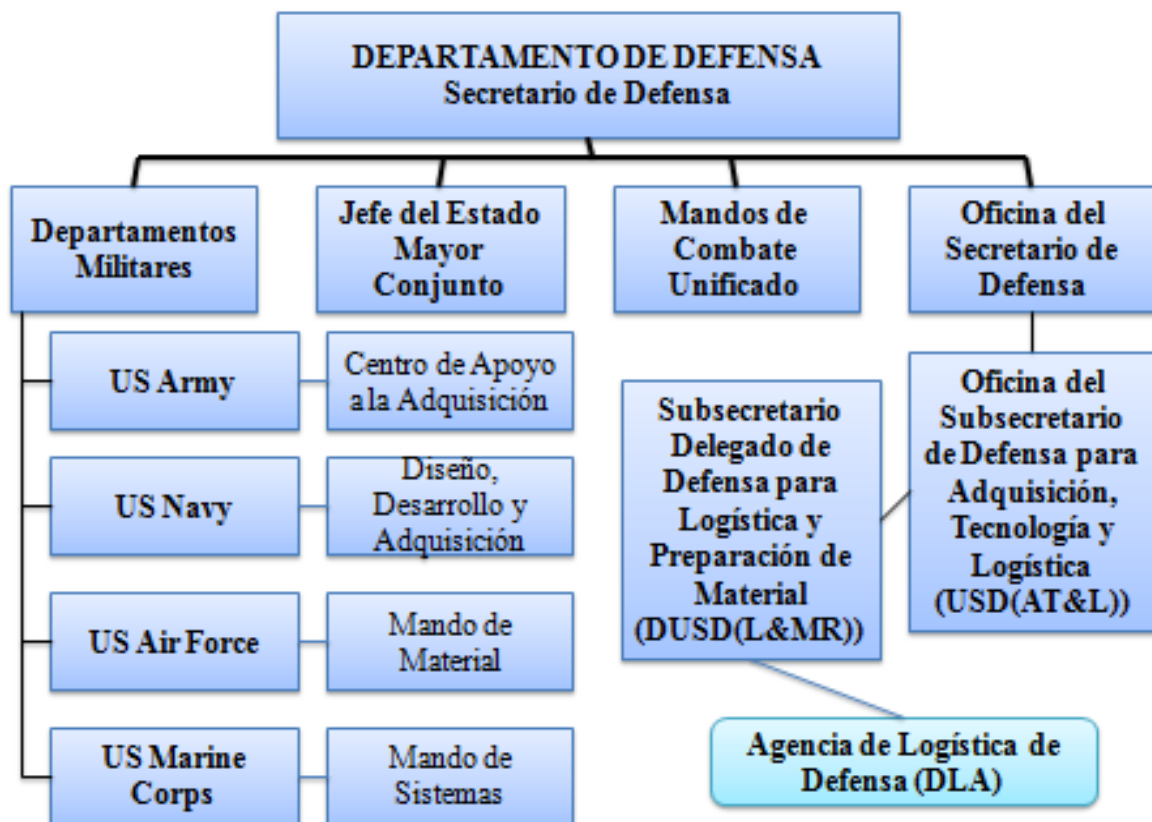 DEPARTAMENTO DE DEFENSA
Secretario de Defensa
Departamentos
Militares
Jefe del Estado
Mayor
Conjunto
Mandos de
Combate
Unificado
Oficina del
Secretario de
Defensa
US Army
Centro de Apoyo
a la Adquisición
US Navy
Diseño,
Desarrollo y
Adquisición
US Air Force
Mando de
Material
US Marine
Corps
Mando de
Sistemas
Subsecretario
Delegado de
Defensa para
Logística y
Preparación de
Material
(DUSD(L&MR))
Oficina del
Subsecretario
de Defensa para
Adquisición,
Tecnología y
Logística
(USD(AT&L))
Agencia de Logística de
Defensa (DLA)